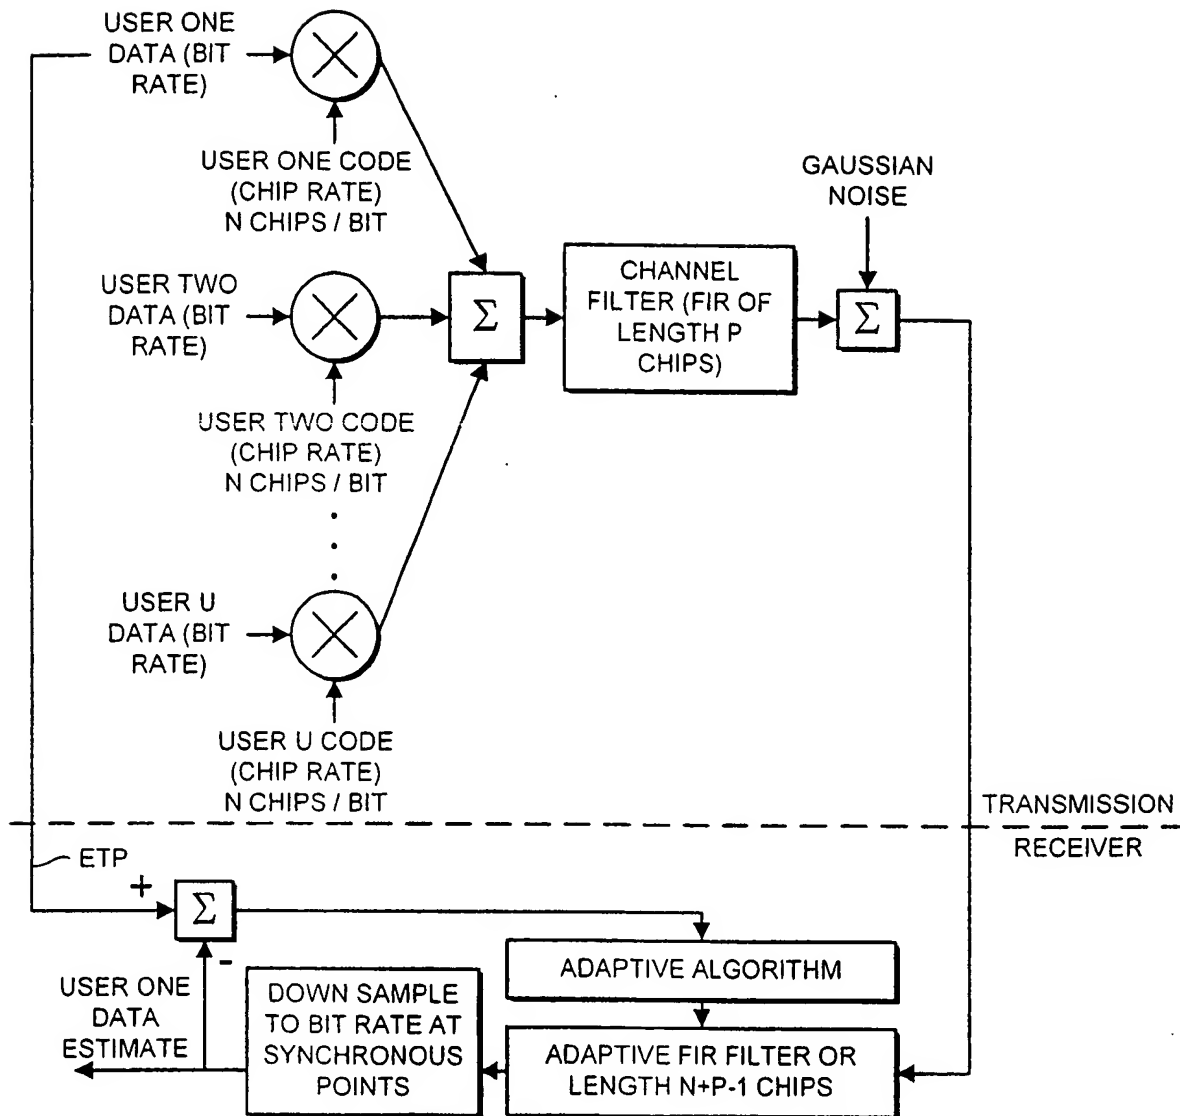 USER ONE
DATA (BIT
RATE)
USER ONE CODE
(CHIP RATE)
N CHIPS / BIT
GAUSSIAN
NOISE
USER TWO
DATA (BIT
RATE)
Σ
CHANNEL
FILTER (FIR OF
LENGTH P
CHIPS)
Σ
USER TWO CODE
(CHIP RATE)
N CHIPS / BIT
USER U
DATA (BIT
RATE)
USER U CODE
(CHIP RATE)
N CHIPS / BIT
TRANSMISSION
RECEIVER
ETP
+
Σ
-
ADAPTIVE ALGORITHM
USER ONE
DATA
ESTIMATE
DOWN SAMPLE
TO BIT RATE AT
SYNCHRONOUS
POINTS
ADAPTIVE FIR FILTER OR
LENGTH N+P-1 CHIPS